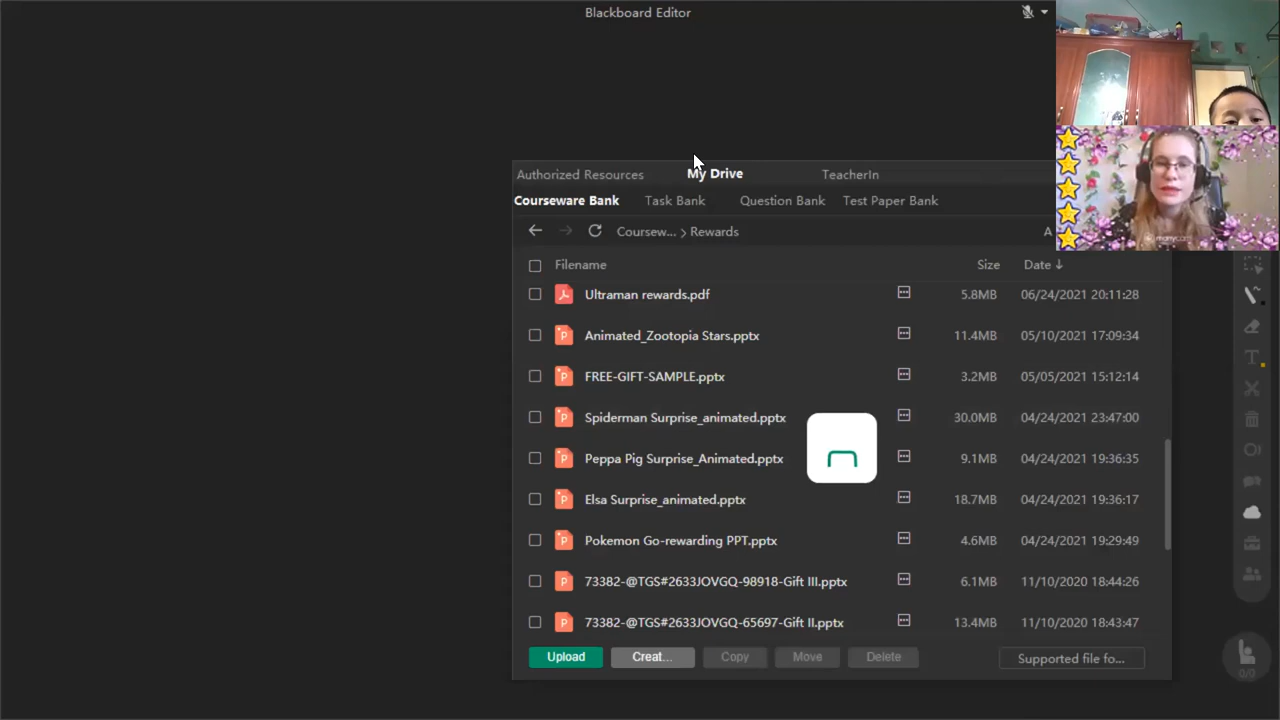 Blackboard Editor
Authorized Resources My Drive TeacherIn
Courseware Bank Task Bank Question Bank Test Paper Bank
Coursew... > Rewards A
Filename Size Date ↓
Ultraman rewards.pdf 5.8MB 06/24/2021 20:11:28
Animated_Zootopia Stars.pptx 11.4MB 05/10/2021 17:09:34
FREE-GIFT-SAMPLE.pptx 3.2MB 05/05/2021 15:12:14
Spiderman Surprise_animated.pptx 30.0MB 04/24/2021 23:47:00
Peppa Pig Surprise_Animated.pptx 9.1MB 04/24/2021 19:36:35
Elsa Surprise_animated.pptx 18.7MB 04/24/2021 19:36:17
Pokemon Go-rewarding PPT.pptx 4.6MB 04/24/2021 19:29:49
73382-@TGS#2633JOVGQ-98918-Gift III.pptx 6.1MB 11/10/2020 18:44:26
73382-@TGS#2633JOVGQ-65697-Gift II.pptx 13.4MB 11/10/2020 18:43:47
Upload Creat... Copy Move Delete Supported file fo...
0/0